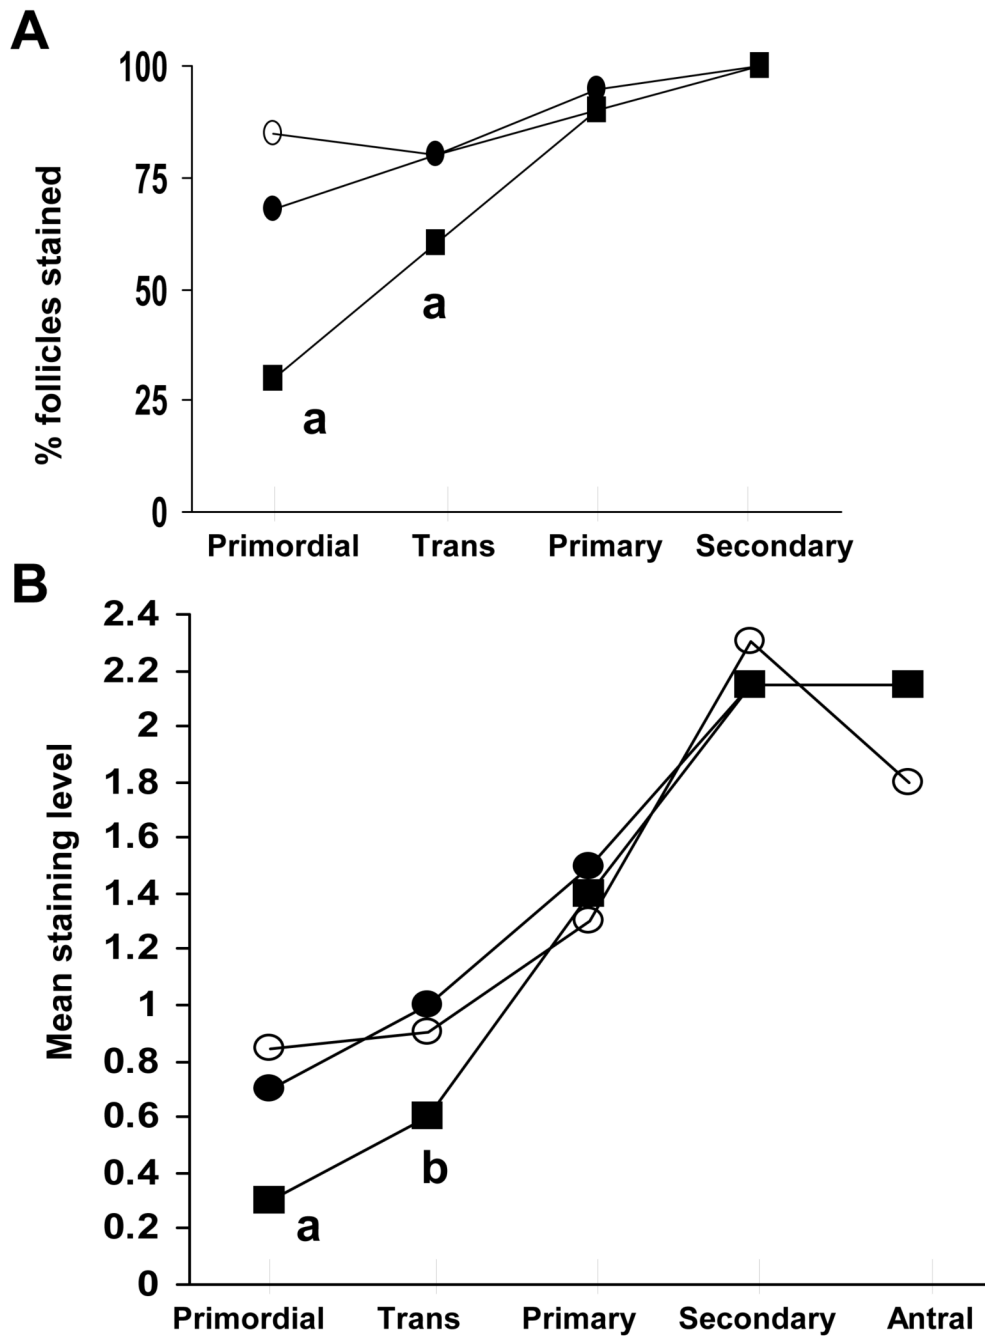 A
% follicles stained
100
75
50
25
0
a
a
Primordial Trans Primary Secondary
B
Mean staining level
2.4
2.2
2
1.8
1.6
1.4
1.2
1
0.8
0.6
0.4
0.2
0
b
a
Primordial Trans Primary Secondary Antral